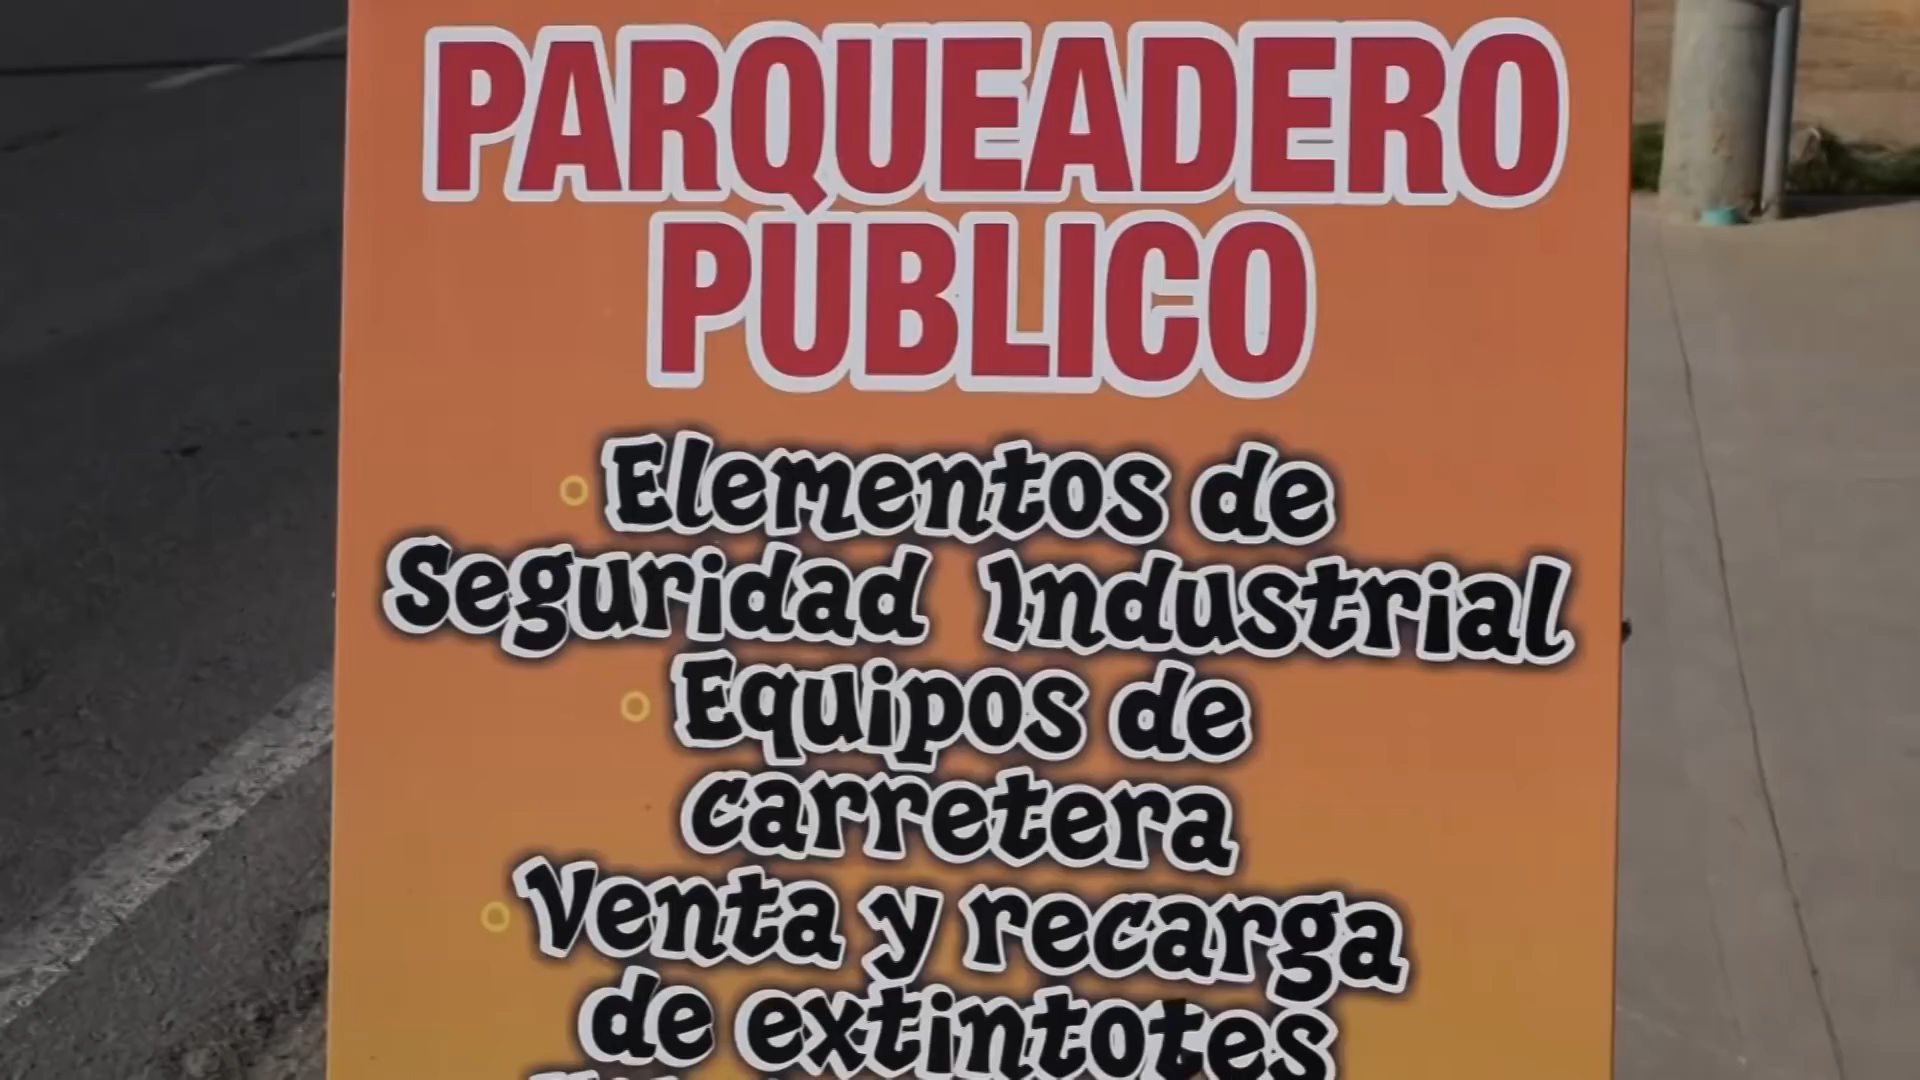 PARQUEADERO
PUBLICO
Elementos de
Seguridad Industrial
Equipos de
carretera
Venta y recarga
de extintotes